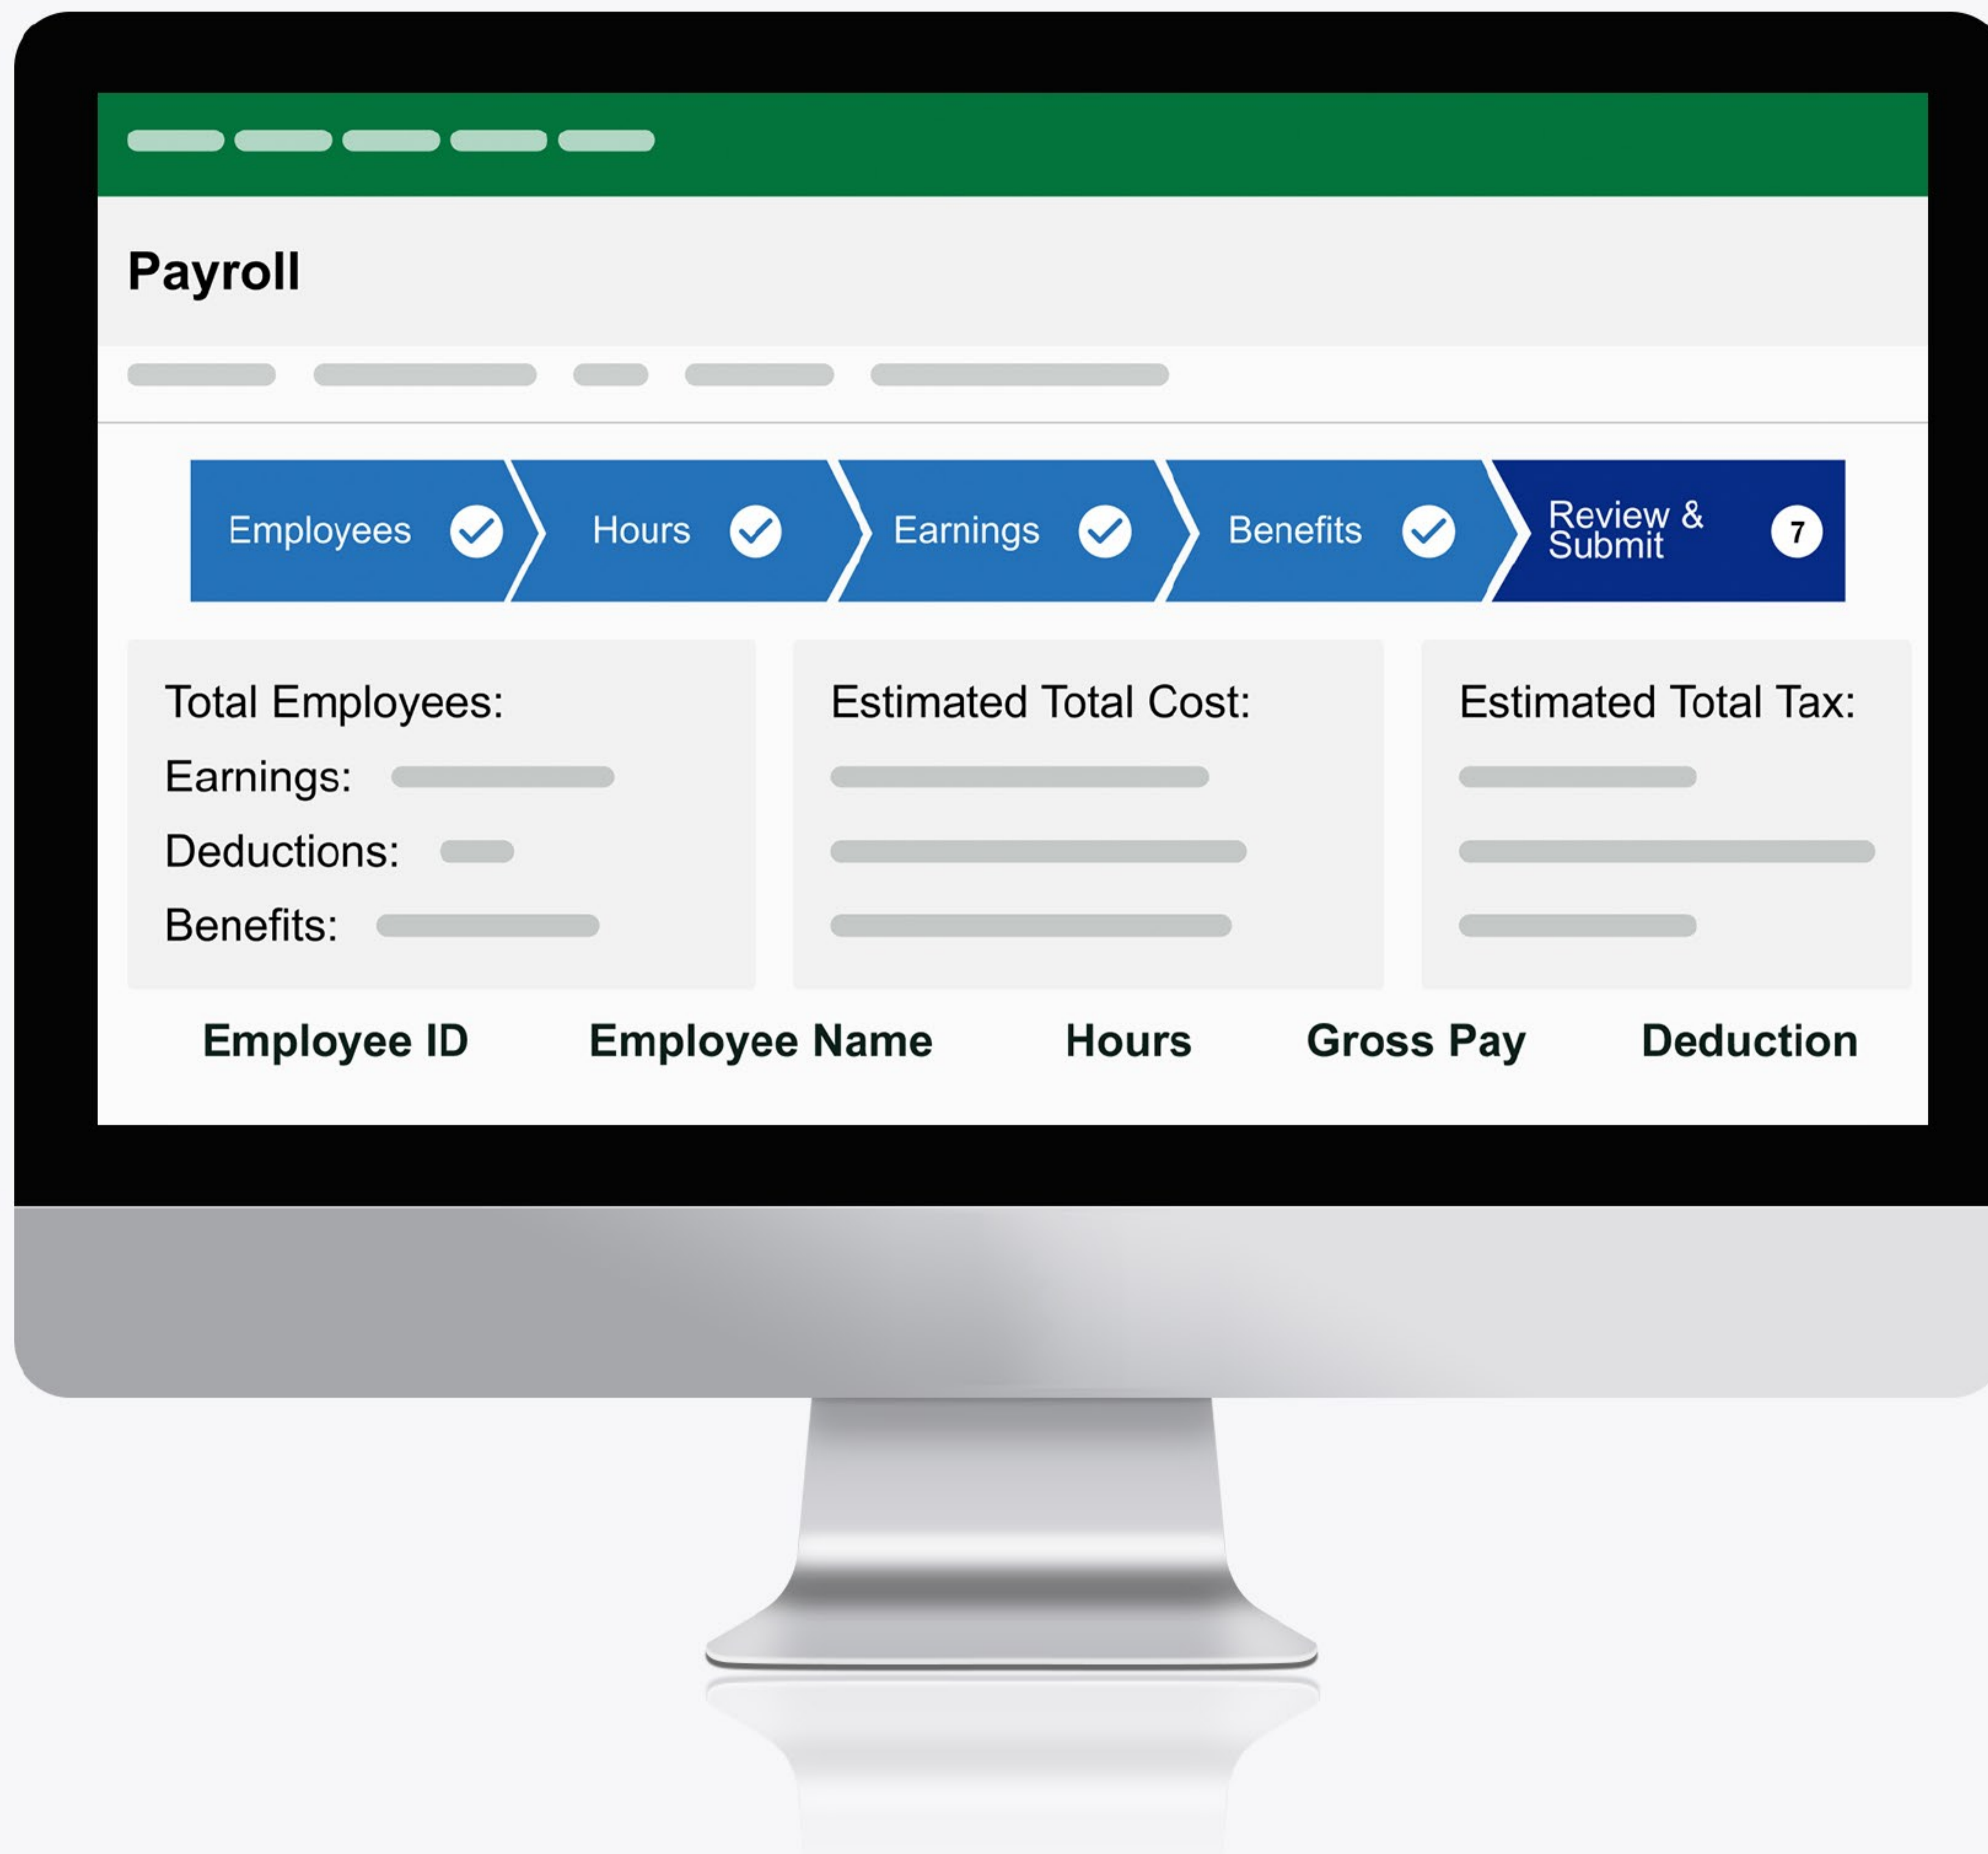 Payroll
Employees
Hours
Earnings
Benefits
Review &
Submit
7
Total Employees:
Earnings:
Deductions:
Benefits:
Estimated Total Cost:
Estimated Total Tax:
Employee ID Employee Name Hours Gross Pay Deduction